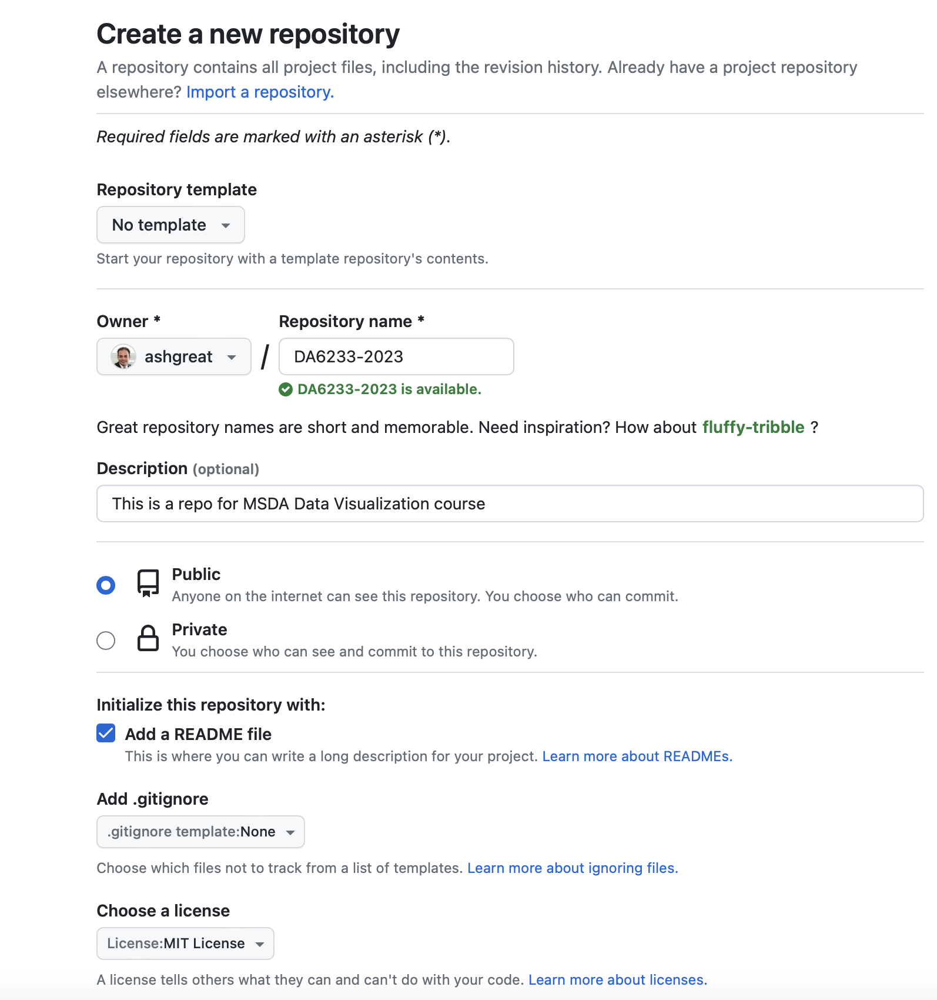 Create a new repository
A repository contains all project files, including the revision history. Already have a project repository
elsewhere? Import a repository.
Required fields are marked with an asterisk (*).
Repository template
No template
Start your repository with a template repository's contents.
Owner *
Repository name *
ashgreat / DA6233-2023
DA6233-2023 is available.
Great repository names are short and memorable. Need inspiration? How about fluffy-tribble ?
Description (optional)
This is a repo for MSDA Data Visualization course
Public
Anyone on the internet can see this repository. You choose who can commit.
Private
You choose who can see and commit to this repository.
Initialize this repository with:
Add a README file
This is where you can write a long description for your project. Learn more about READMEs.
Add .gitignore
.gitignore template:None
Choose which files not to track from a list of templates. Learn more about ignoring files.
Choose a license
License:MIT License
A license tells others what they can and can't do with your code. Learn more about licenses.